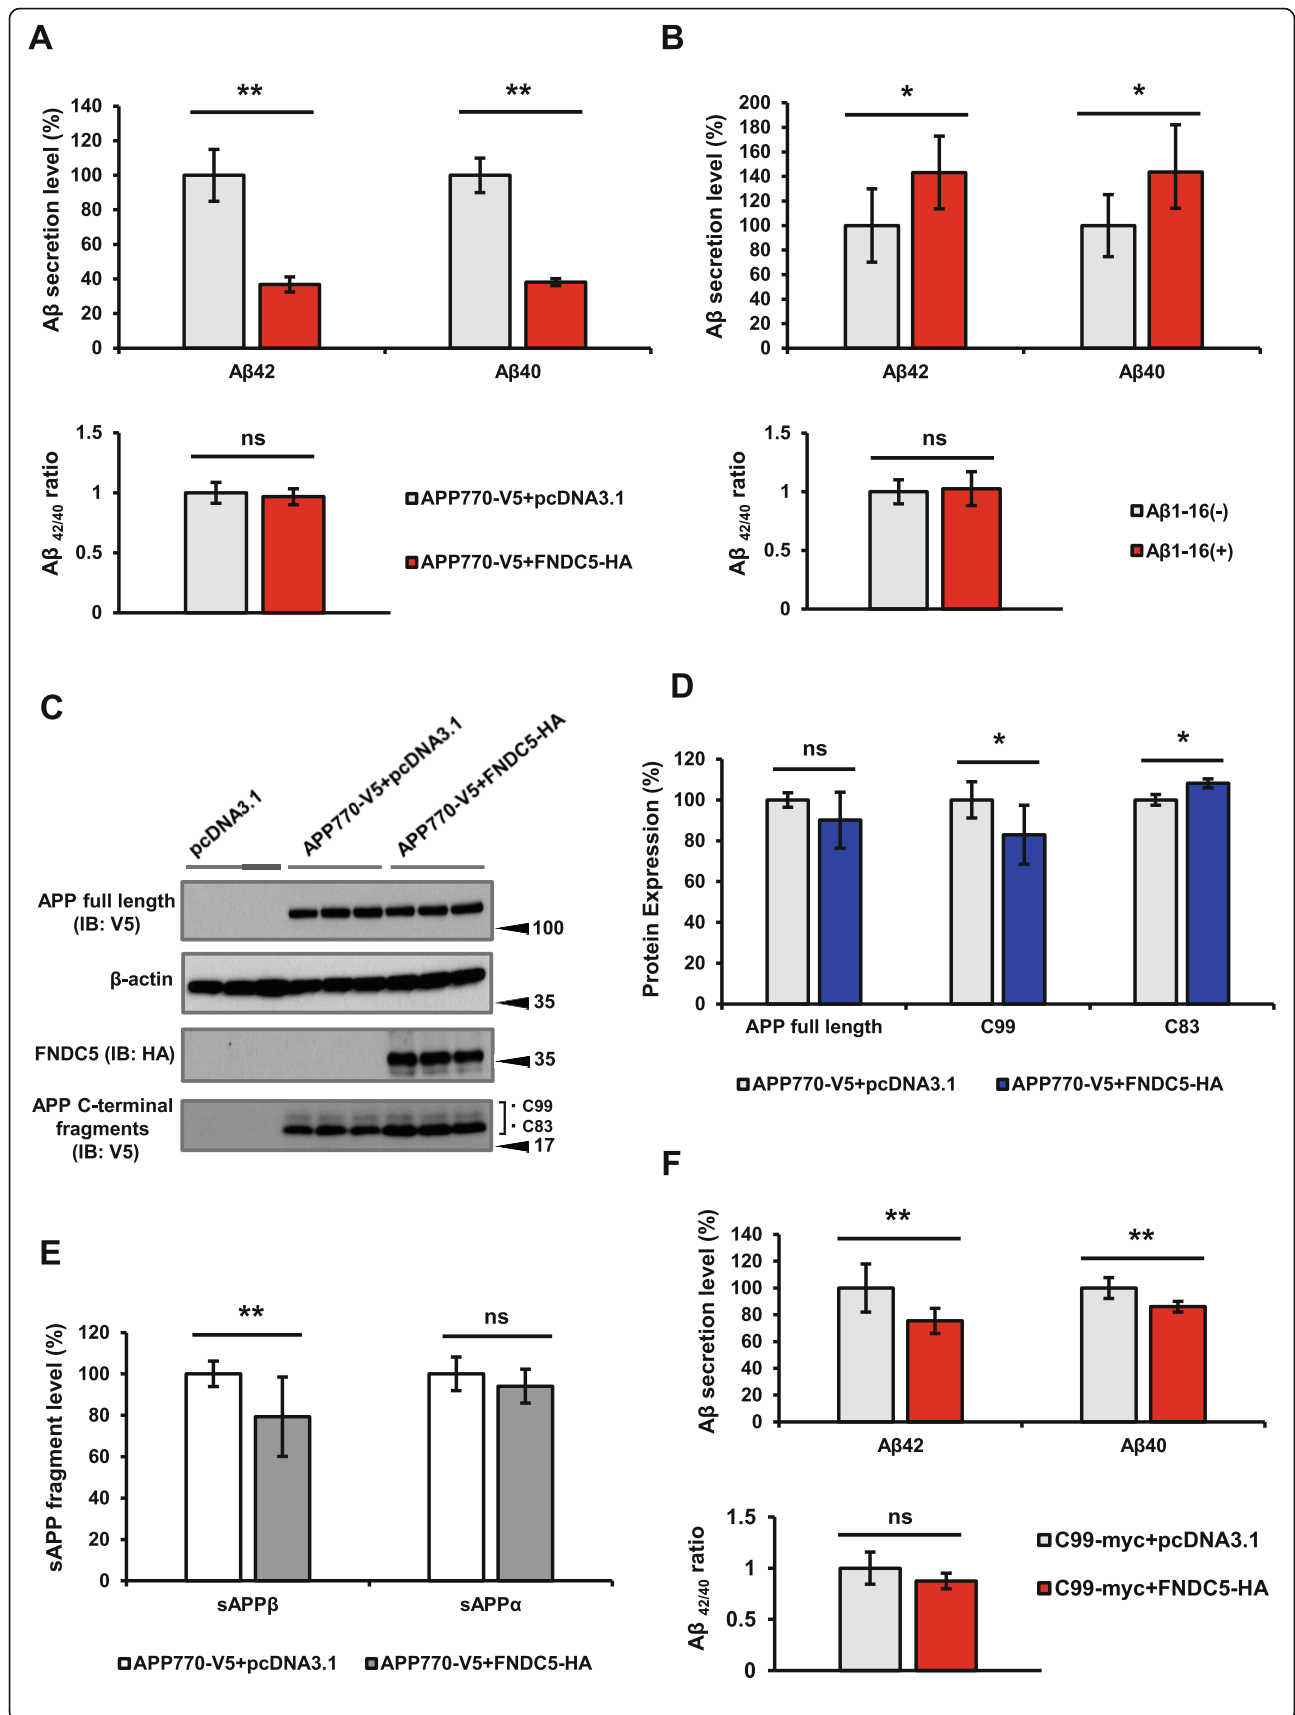 A
Aβ secretion level (%)
140
120
100
80
60
40
20
0
**
**
Aβ42
Aβ40
Aβ 42/40 ratio
1.5
1
0.5
0
ns
APP770-V5+pcDNA3.1
APP770-V5+FNDC5-HA
B
Aβ secretion level (%)
200
180
160
140
120
100
80
60
40
20
0
*
*
Aβ42
Aβ40
Aβ 42/40 ratio
1.5
1
0.5
0
ns
Aβ1-16(-)
Aβ1-16(+)
C
pcDNA3.1
APP770-V5+pcDNA3.1
APP770-V5+FNDC5-HA
APP full length
(IB: V5)
100
β-actin
35
FNDC5 (IB: HA)
35
APP C-terminal
fragments
(IB: V5)
C99
C83
17
D
Protein Expression (%)
120
100
80
60
40
20
0
ns
*
*
APP full length
C99
C83
APP770-V5+pcDNA3.1
APP770-V5+FNDC5-HA
E
sAPP fragment level (%)
120
100
80
60
40
20
0
**
ns
sAPPβ
sAPPα
APP770-V5+pcDNA3.1
APP770-V5+FNDC5-HA
F
Aβ secretion level (%)
140
120
100
80
60
40
20
0
**
**
Aβ42
Aβ40
Aβ 42/40 ratio
1.5
1
0.5
0
ns
C99-myc+pcDNA3.1
C99-myc+FNDC5-HA